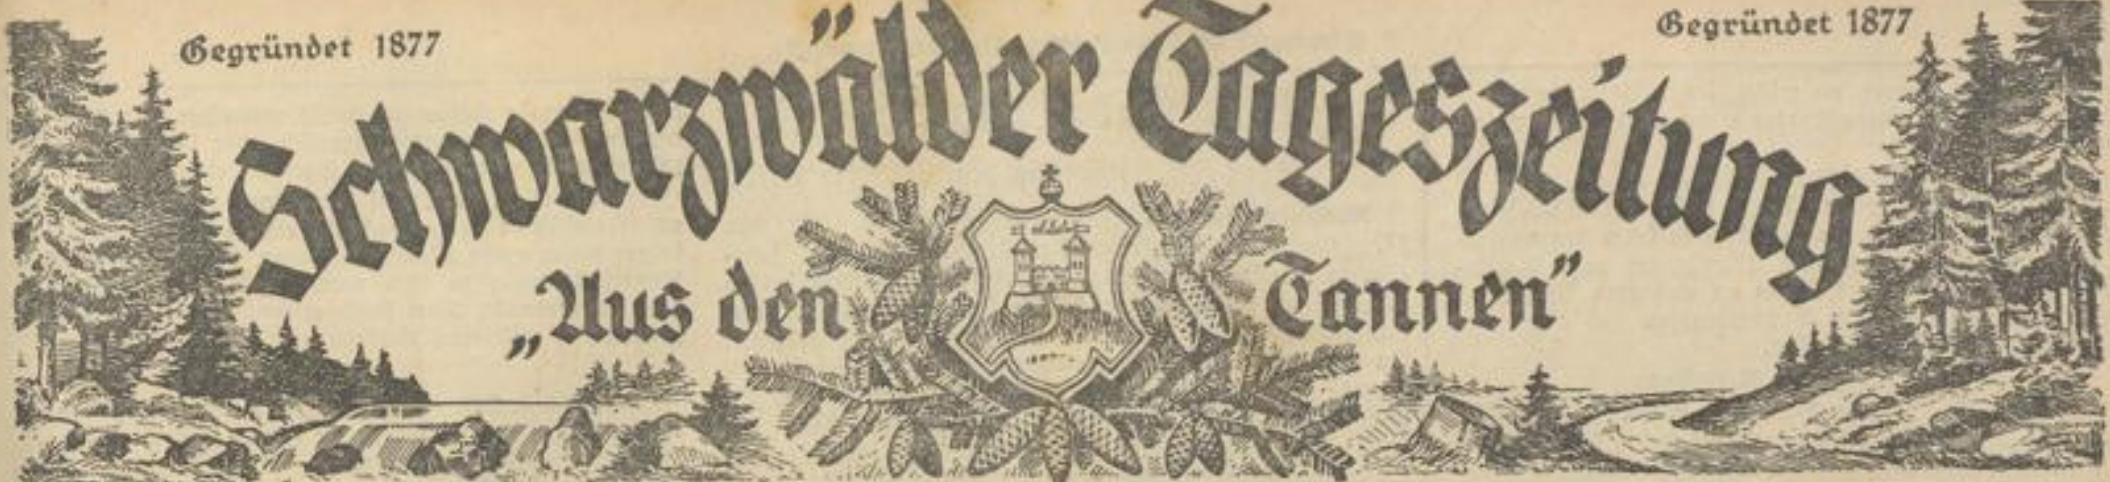 Gegründet 1877
Gegründet 1877
Schwarzwälder Tageszeitung
„Aus den Tannen"